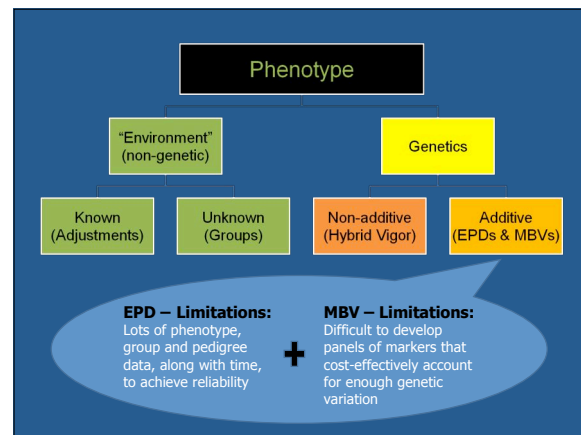 Phenotype
“Environment”
(non-genetic)
Genetics
Known
(Adjustments)
Unknown
(Groups)
Non-additive
(Hybrid Vigor)
Additive
(EPDs & MBVs)
EPD – Limitations:
Lots of phenotype,
group and pedigree
data, along with time,
to achieve reliability
+
MBV – Limitations:
Difficult to develop
panels of markers that
cost-effectively account
for enough genetic
variation